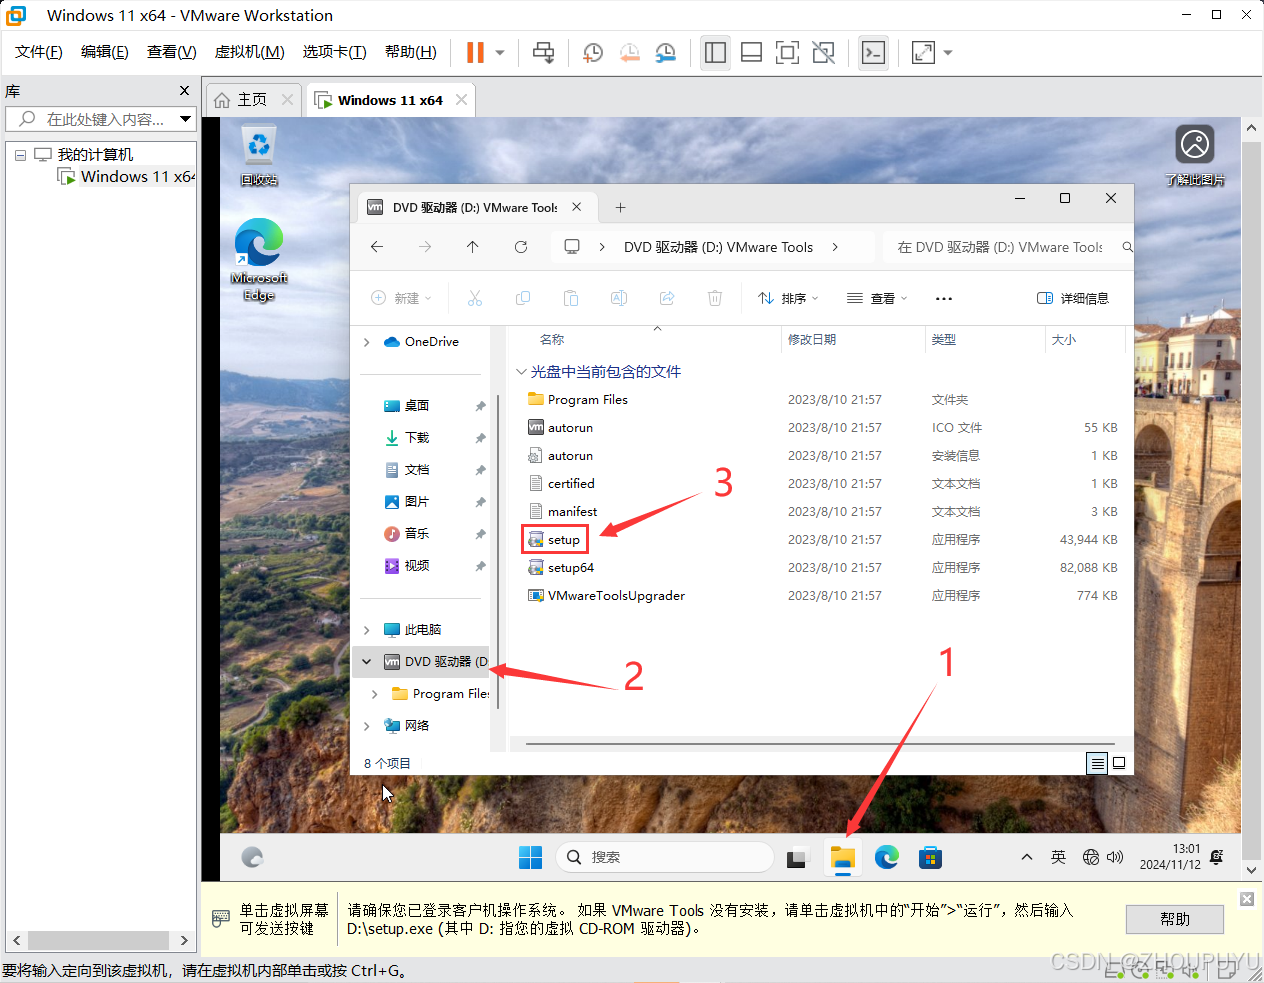 Windows 11 x64 - VMware Workstation
文件(F) 编辑(E) 查看(V) 虚拟机(M) 选项卡(T) 帮助(H)
库
在此处键入内容...
我的计算机
Windows 11 x64
主页
Windows 11 x64
回收站
Microsoft
Edge
了解此图片
DVD 驱动器 (D:) VMware Tools
DVD 驱动器 (D:) VMware Tools
在 DVD 驱动器 (D:) VMware Tools
新建
排序
查看
详细信息
OneDrive
桌面
下载
文档
图片
音乐
视频
此电脑
DVD 驱动器 (D
Program Files
网络
名称 修改日期 类型 大小
光盘中当前包含的文件
Program Files 2023/8/10 21:57 文件夹
autorun 2023/8/10 21:57 ICO 文件 55 KB
autorun 2023/8/10 21:57 安装信息 1 KB
certified 2023/8/10 21:57 文本文档 1 KB
manifest 2023/8/10 21:57 文本文档 3 KB
setup 2023/8/10 21:57 应用程序 43,944 KB
setup64 2023/8/10 21:57 应用程序 82,088 KB
VMwareToolsUpgrader 2023/8/10 21:57 应用程序 774 KB
3
2
1
8 个项目
搜索
英
13:01
2024/11/12
单击虚拟屏幕
可发送按键
请确保您已登录客户机操作系统。 如果 VMware Tools 没有安装，请单击虚拟机中的“开始”>“运行”，然后输入
D:\setup.exe (其中 D: 指您的虚拟 CD-ROM 驱动器)。
帮助
要将输入定向到该虚拟机，请在虚拟机内部单击或按 Ctrl+G。
CSDN @ZHOUPUYU